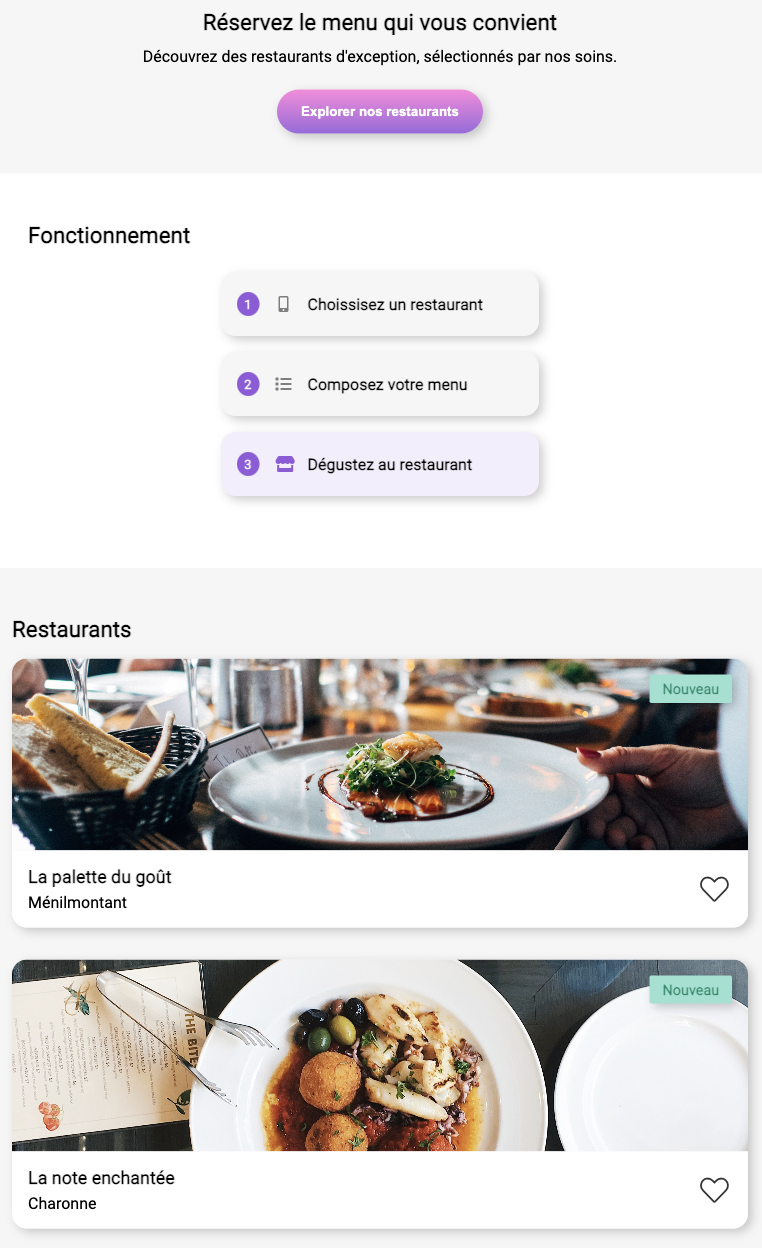 Réservez le menu qui vous convient
Découvrez des restaurants d'exception, sélectionnés par nos soins.
Explorer nos restaurants
Fonctionnement
1 Choissisez un restaurant
2 Composez votre menu
3 Dégustez au restaurant
Restaurants
Nouveau
La palette du goût
Ménilmontant
Nouveau
THE BITE
La note enchantée
Charonne